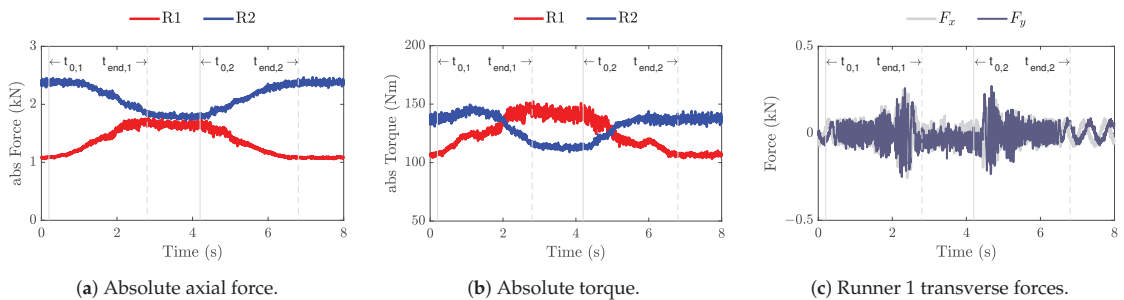 R1 R2
3
2
1
0
abs Force (kN)
← t0,1 tend,1 → ← t0,2 tend,2 →
0 2 4 6 8
Time (s)
(a) Absolute axial force.
R1 R2
200
150
100
50
abs Torque (Nm)
← t0,1 tend,1 → ← t0,2 tend,2 →
0 2 4 6 8
Time (s)
(b) Absolute torque.
Fx Fy
0.5
0
−0.5
Force (kN)
← t0,1 tend,1 → ← t0,2 tend,2 →
0 2 4 6 8
Time (s)
(c) Runner 1 transverse forces.